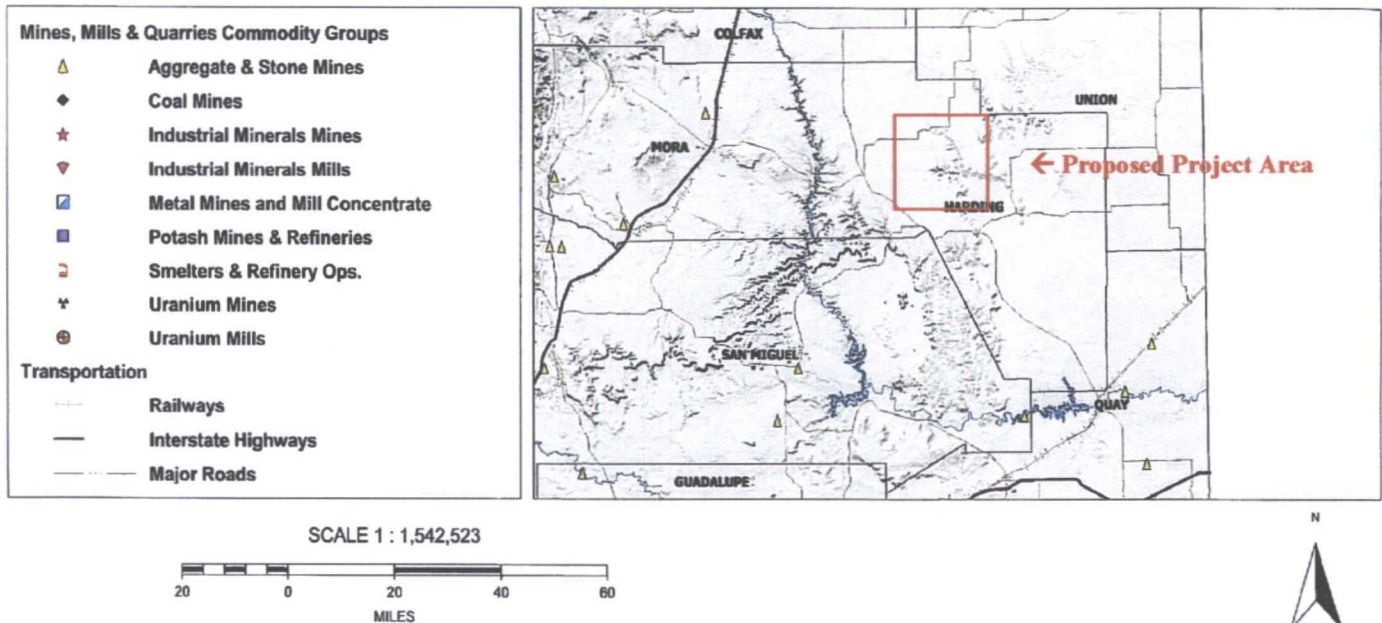 Mines, Mills & Quarries Commodity Groups
Aggregate & Stone Mines
Coal Mines
Industrial Minerals Mines
Industrial Minerals Mills
Metal Mines and Mill Concentrate
Potash Mines & Refineries
Smelters & Refinery Ops.
Uranium Mines
Uranium Mills
Transportation
Railways
Interstate Highways
Major Roads
COLFAX
UNION
MORA
← Proposed Project Area
HARDING
SAN MIGUEL
QUAY
GUADALUPE
SCALE 1 : 1,542,523
20 0 20 40 60
MILES
N